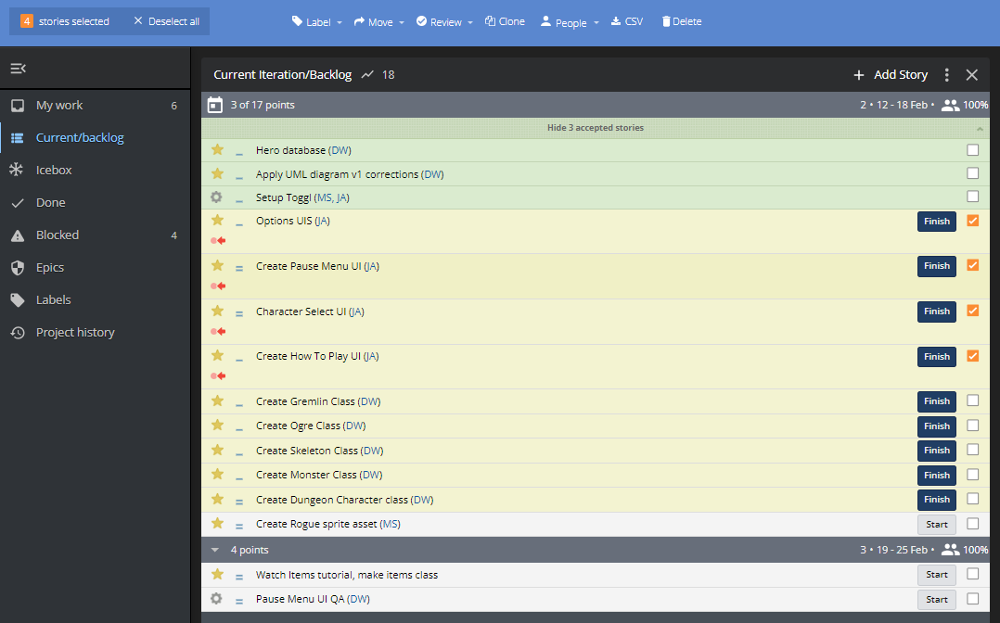 4 stories selected Deselect all Label Move Review Clone People CSV Delete
Current Iteration/Backlog 18 Add Story
My work 6
Current/backlog
Icebox
Done
Blocked 4
Epics
Labels
Project history
3 of 17 points 2 • 12 - 18 Feb • 100%
Hide 3 accepted stories
Hero database (DW)
Apply UML diagram v1 corrections (DW)
Setup Toggl (MS, JA)
Options UIS (JA) Finish
Create Pause Menu UI (JA) Finish
Character Select UI (JA) Finish
Create How To Play UI (JA) Finish
Create Gremlin Class (DW) Finish
Create Ogre Class (DW) Finish
Create Skeleton Class (DW) Finish
Create Monster Class (DW) Finish
Create Dungeon Character class (DW) Finish
Create Rogue sprite asset (MS) Start
4 points 3 • 19 - 25 Feb • 100%
Watch Items tutorial, make items class Start
Pause Menu UI QA (DW) Start